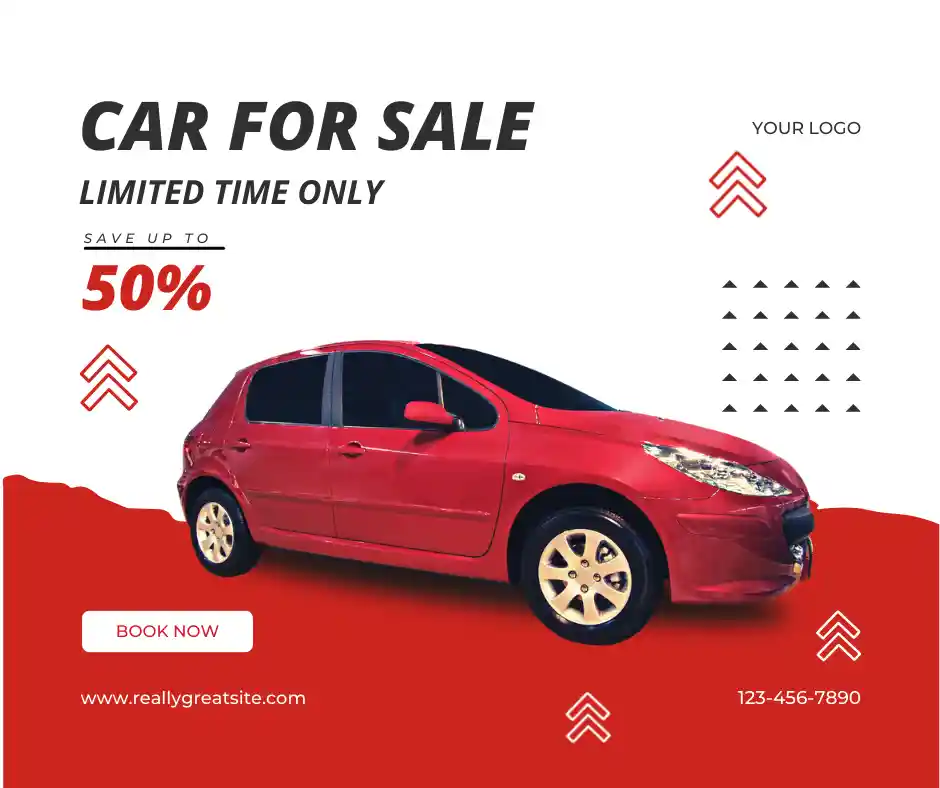 CAR FOR SALE
YOUR LOGO
LIMITED TIME ONLY
SAVE UP TO
50%
BOOK NOW
www.reallygreatsite.com
123-456-7890